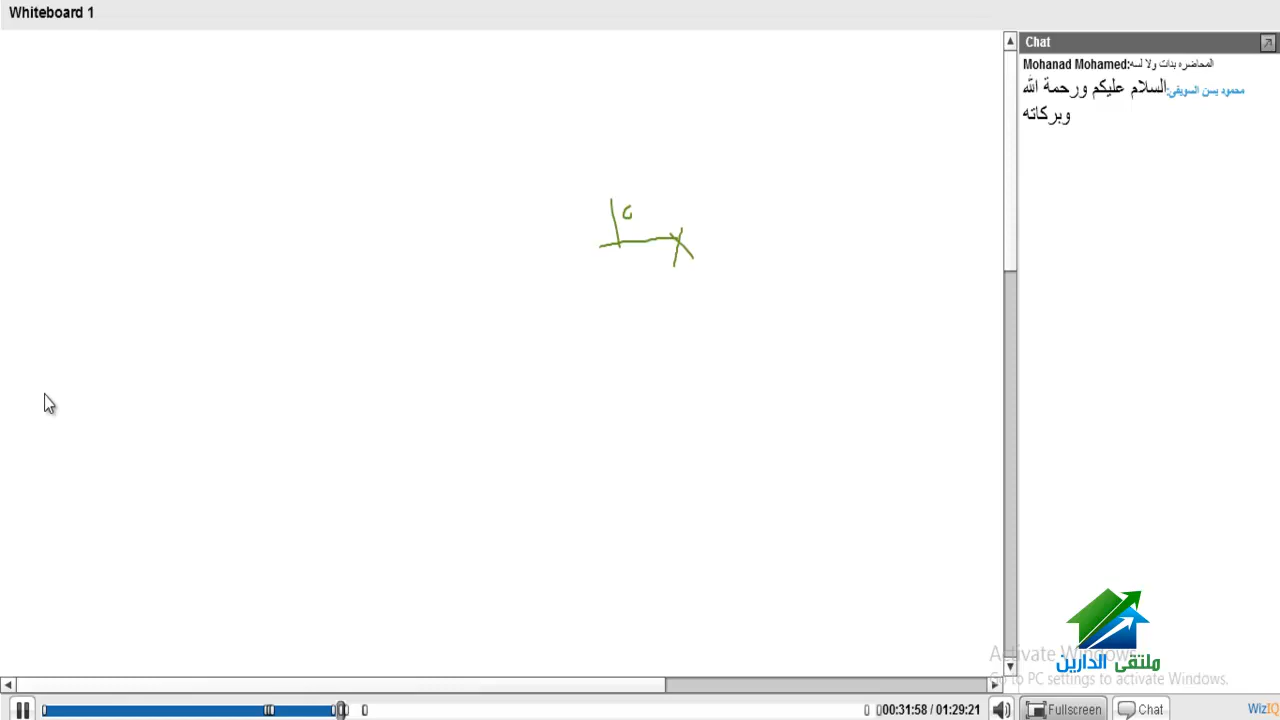 Whiteboard 1
Chat
Mohanad Mohamed:المحاضره بدات ولا لسه
محمود يسن السويفى:السلام عليكم ورحمة الله
وبركاته
Activate Windows
Go to PC settings to activate Windows.
ملتقى الدارين
00:31:58 / 01:29:21
Fullscreen
Chat
WizIQ